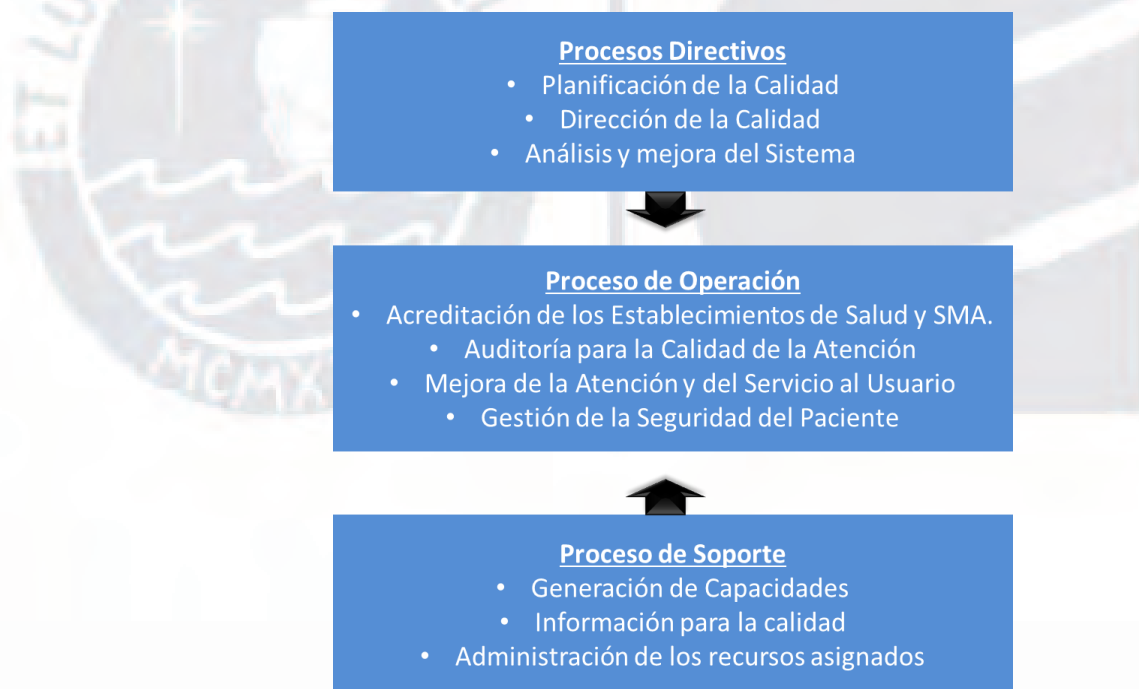 Procesos Directivos
• Planificación de la Calidad
• Dirección de la Calidad
• Análisis y mejora del Sistema
Proceso de Operación
• Acreditación de los Establecimientos de Salud y SMA.
• Auditoría para la Calidad de la Atención
• Mejora de la Atención y del Servicio al Usuario
• Gestión de la Seguridad del Paciente
Proceso de Soporte
• Generación de Capacidades
• Información para la calidad
• Administración de los recursos asignados
ET LU
MCMX